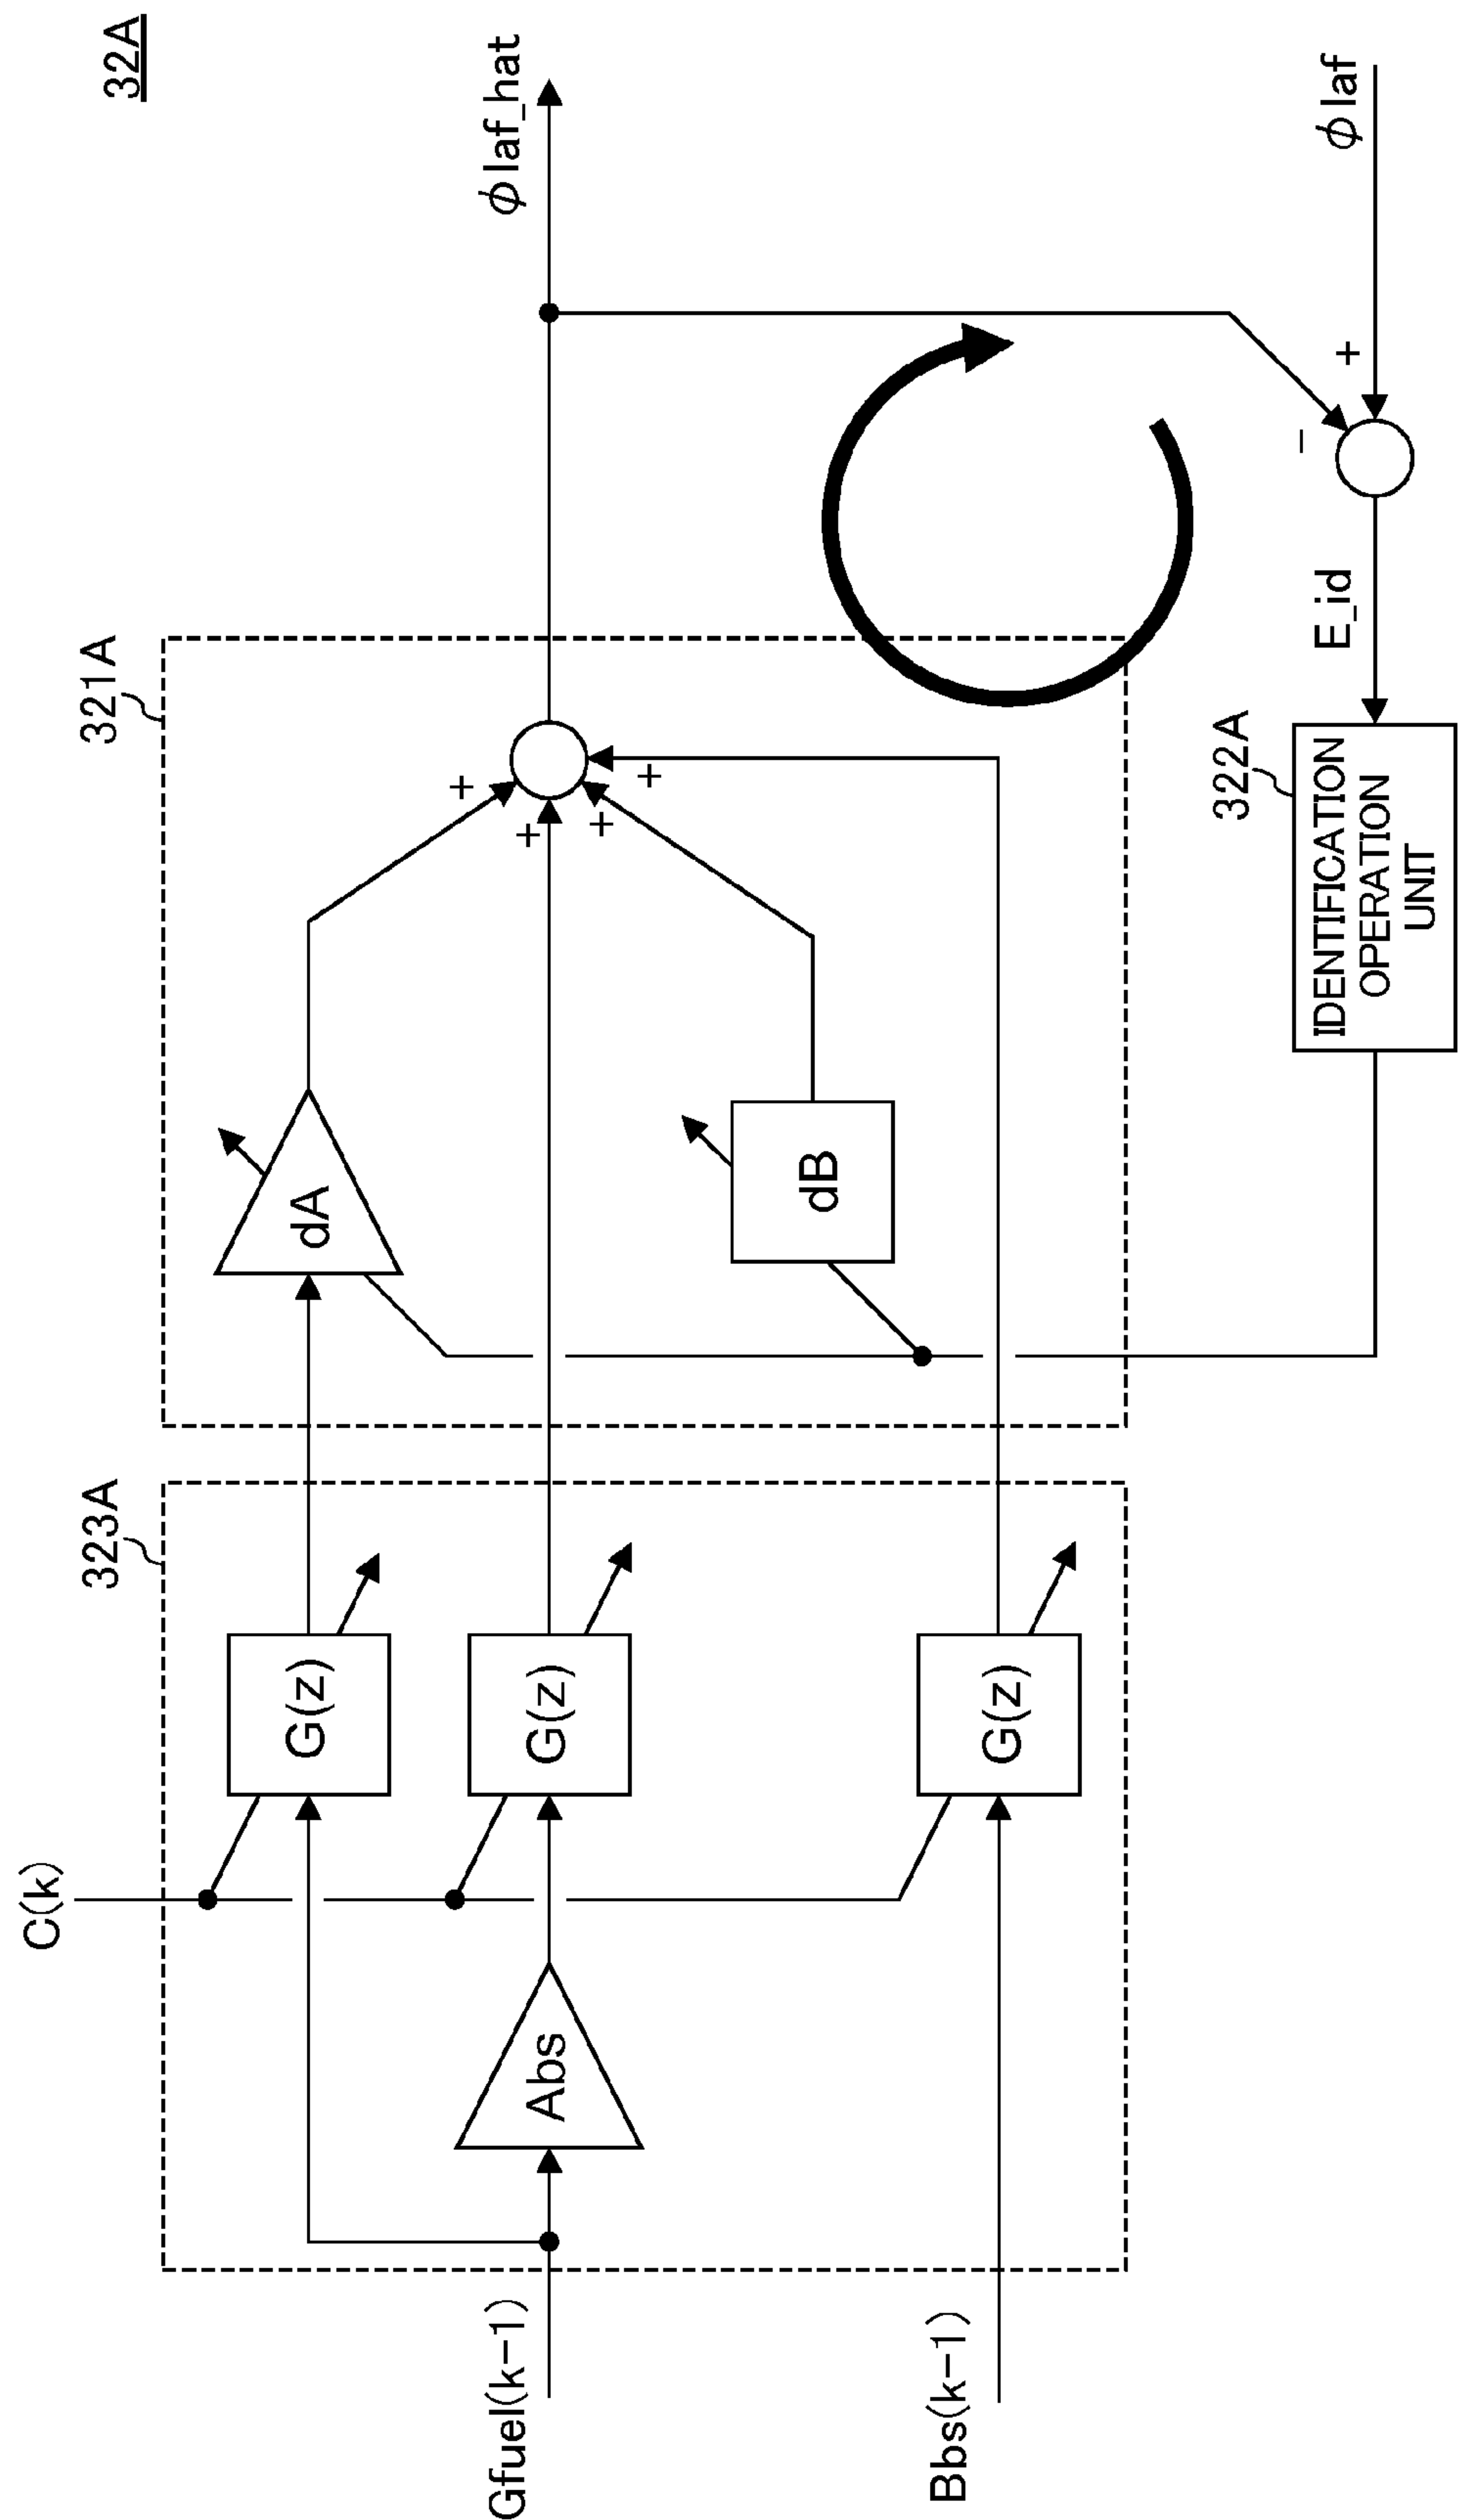 32A
C(k)
323A
321A
Gfuel(k-1)
Abs
G(z)
G(z)
dA
+
+
+
+
ϕlaf_hat
dB
Bbs(k-1)
G(z)
322A
IDENTIFICATION
OPERATION
UNIT
E_id
−
+
ϕlaf